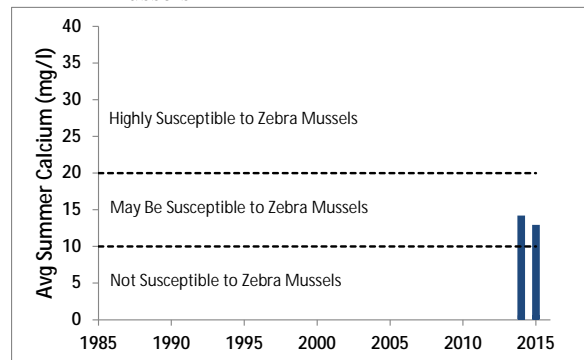 40
35
30
25
20
15
10
5
0
Avg Summer Calcium (mg/l)
Highly Susceptible to Zebra Mussels
May Be Susceptible to Zebra Mussels
Not Susceptible to Zebra Mussels
1985 1990 1995 2000 2005 2010 2015